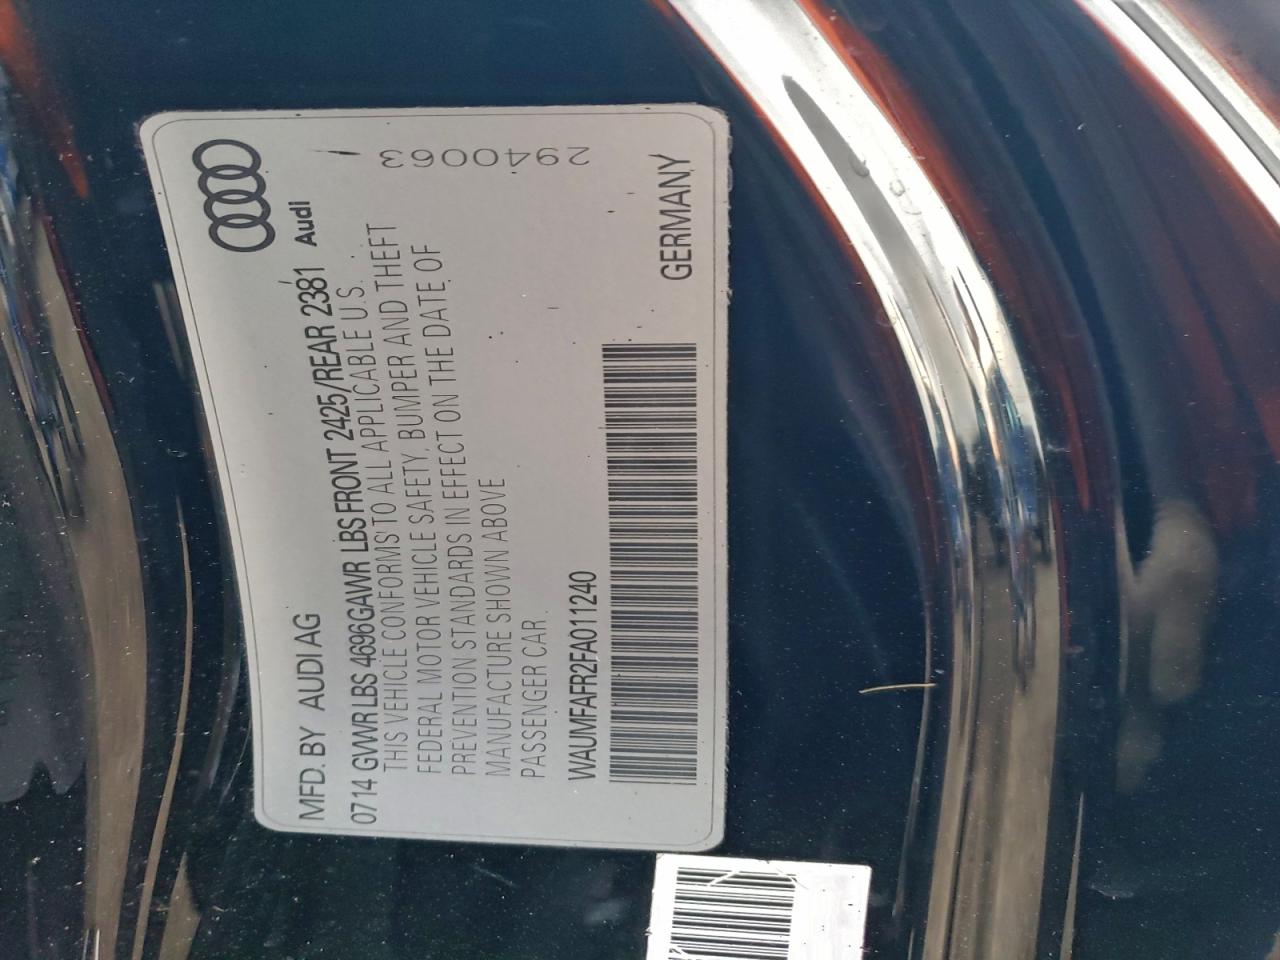 Audi
MFD. BY AUDI AG
0714 GVWR LBS 4696 GAWR LBS FRONT 2425/REAR 2381
THIS VEHICLE CONFORMS TO ALL APPLICABLE U.S.
FEDERAL MOTOR VEHICLE SAFETY, BUMPER AND THEFT
PREVENTION STANDARDS IN EFFECT ON THE DATE OF
MANUFACTURE SHOWN ABOVE
PASSENGER CAR
WAUMFAFR2FA011240
GERMANY
2940063